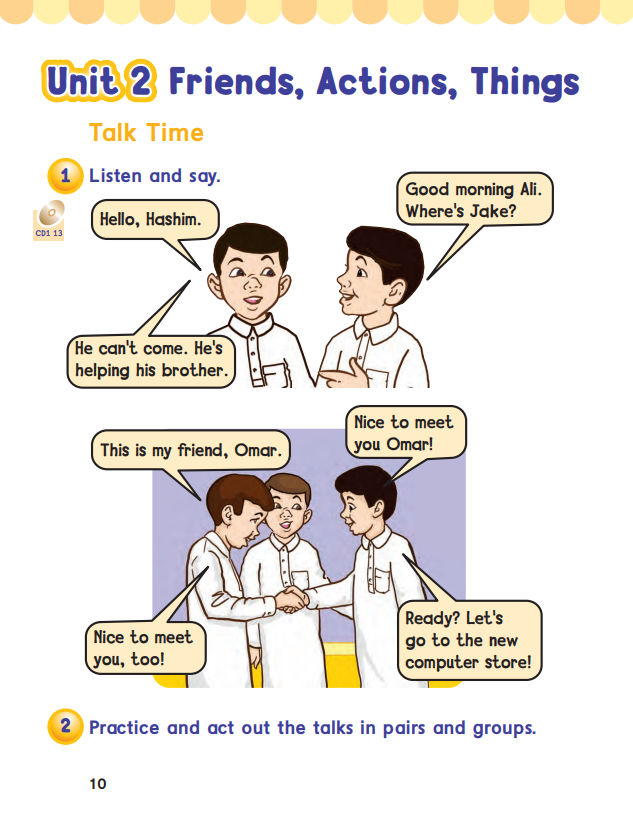 Unit 2 Friends, Actions, Things
Talk Time
1 Listen and say.
CD1 13
Hello, Hashim.
Good morning Ali.
Where's Jake?
He can't come. He's
helping his brother.
This is my friend, Omar.
Nice to meet
you Omar!
Nice to meet
you, too!
Ready? Let's
go to the new
computer store!
2 Practice and act out the talks in pairs and groups.
10